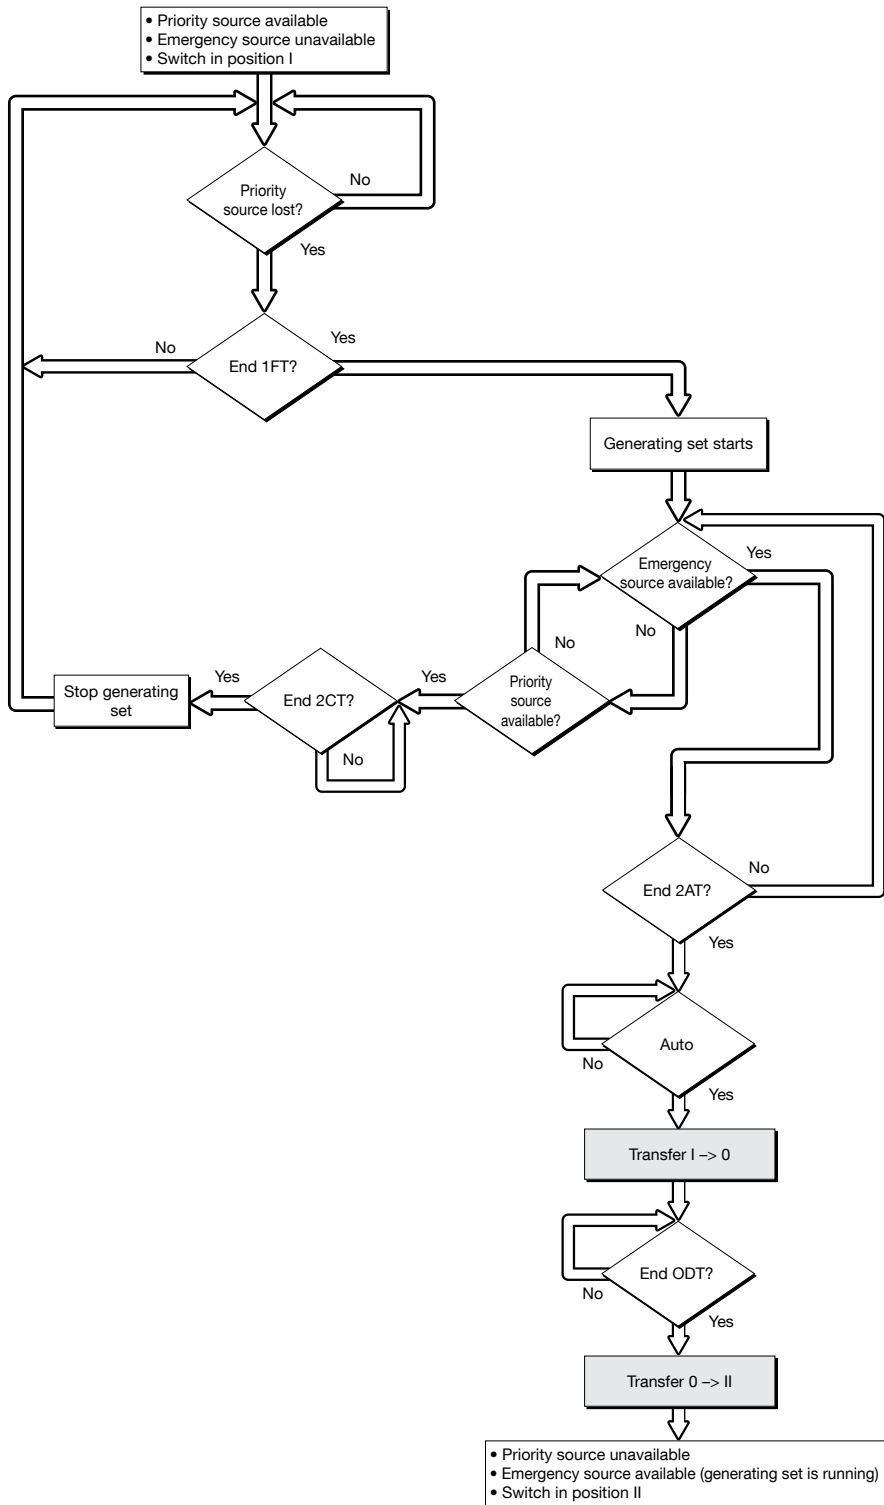 • Priority source available
• Emergency source unavailable
• Switch in position I
No
Priority
source lost?
Yes
No
Yes
End 1FT?
Generating set starts
Emergency
source available?
Yes
No
No
Yes
Yes
Priority
source
available?
End 2CT?
Stop generating
set
No
No
End 2AT?
Yes
Auto
No
Yes
Transfer I –> 0
End ODT?
No
Yes
Transfer 0 –> II
• Priority source unavailable
• Emergency source available (generating set is running)
• Switch in position II